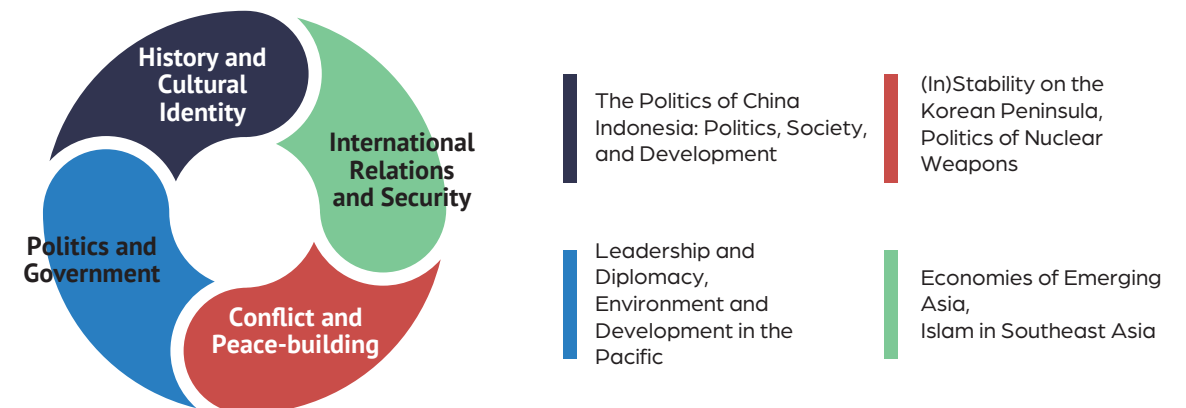 History and
Cultural
Identity
International
Relations
and Security
Politics and
Government
Conflict and
Peace-building
The Politics of China
Indonesia: Politics, Society,
and Development
(In)Stability on the
Korean Peninsula,
Politics of Nuclear
Weapons
Leadership and
Diplomacy,
Environment and
Development in the
Pacific
Economies of Emerging
Asia,
Islam in Southeast Asia